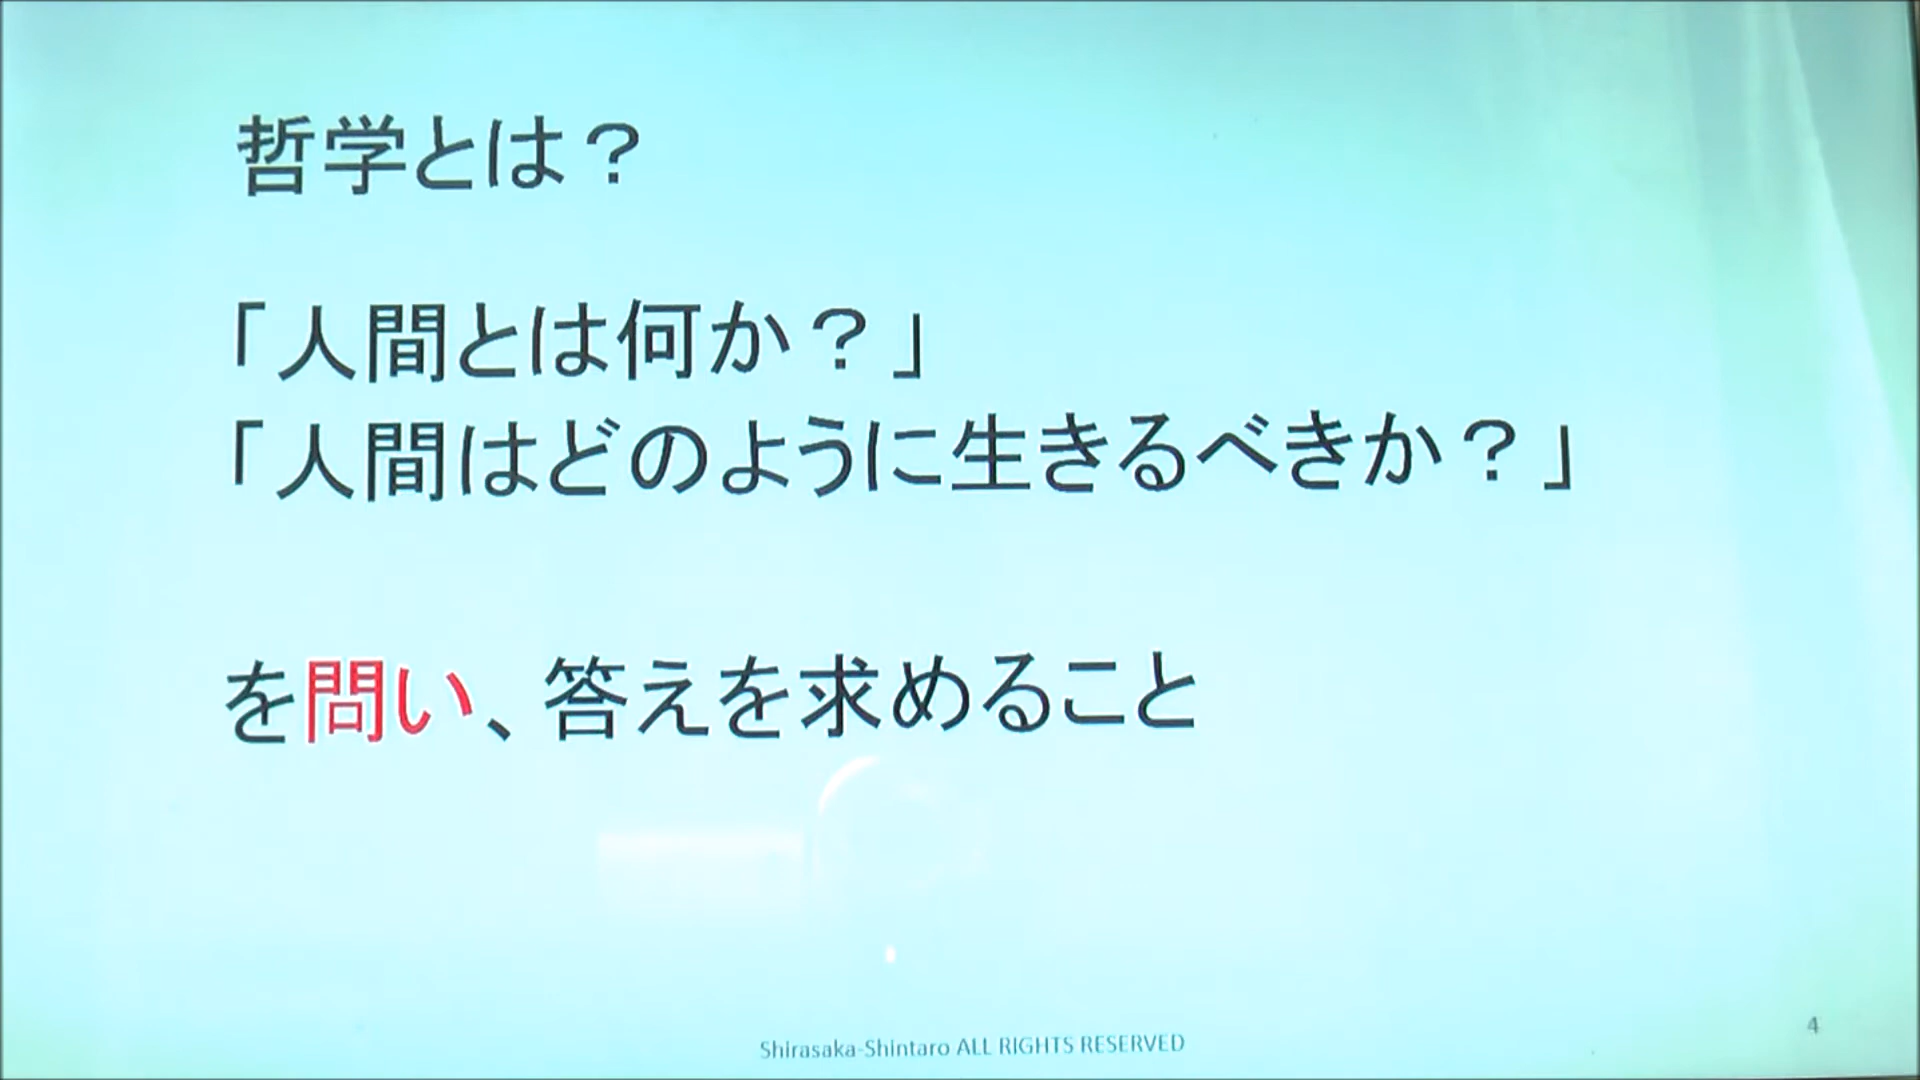 哲学とは？
「人間とは何か？」
「人間はどのように生きるべきか？」
を問い、答えを求めること
Shirasaka-Shintaro ALL RIGHTS RESERVED
4